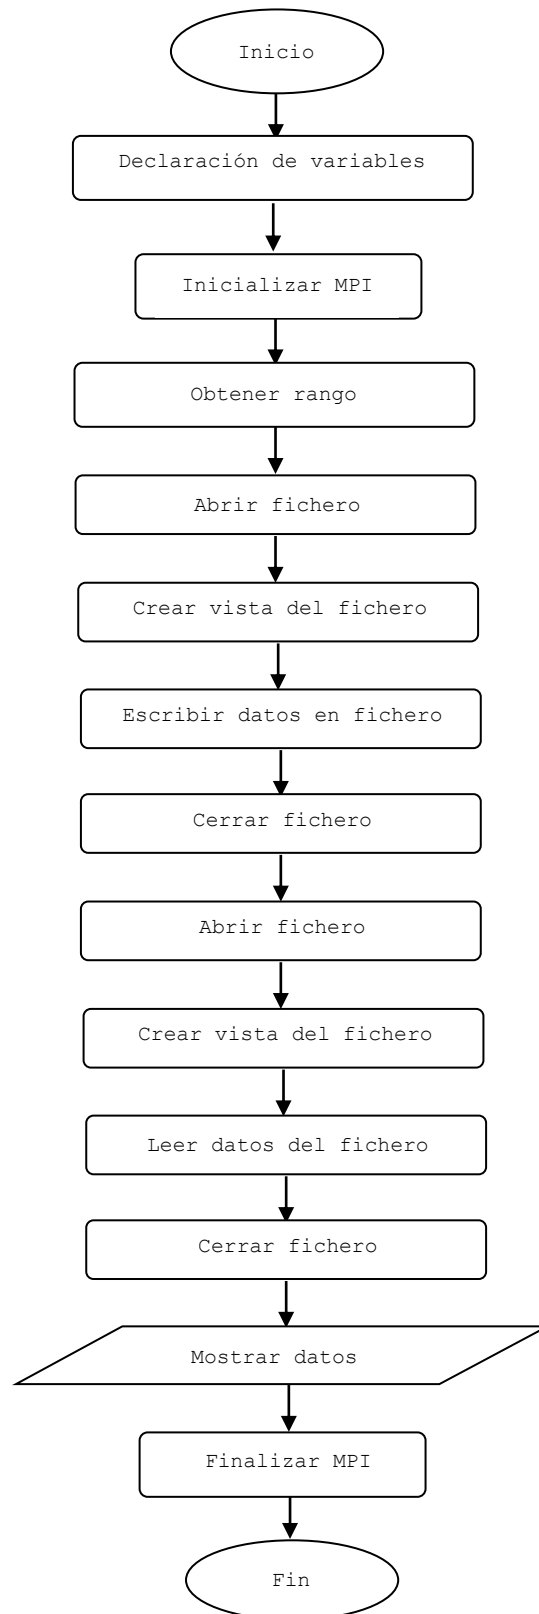 Inicio
Declaración de variables
Inicializar MPI
Obtener rango
Abrir fichero
Crear vista del fichero
Escribir datos en fichero
Cerrar fichero
Abrir fichero
Crear vista del fichero
Leer datos del fichero
Cerrar fichero
Mostrar datos
Finalizar MPI
Fin